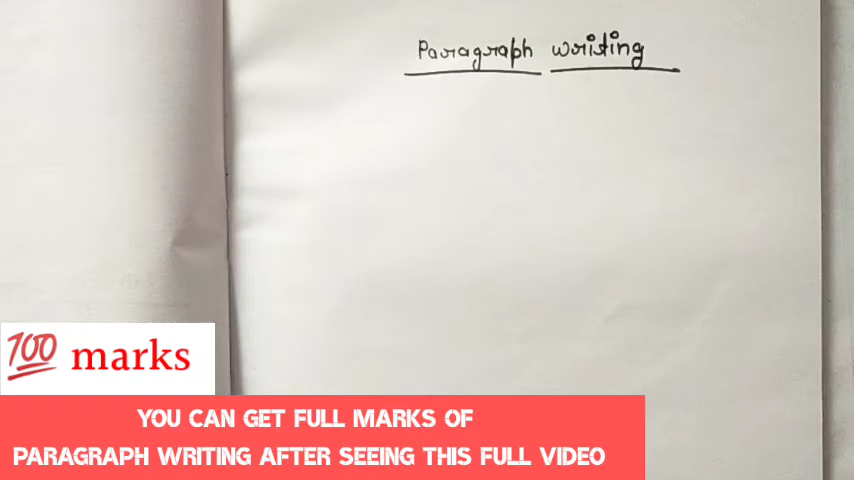 Paragraph writing
💯 marks
YOU CAN GET FULL MARKS OF
PARAGRAPH WRITING AFTER SEEING THIS FULL VIDEO